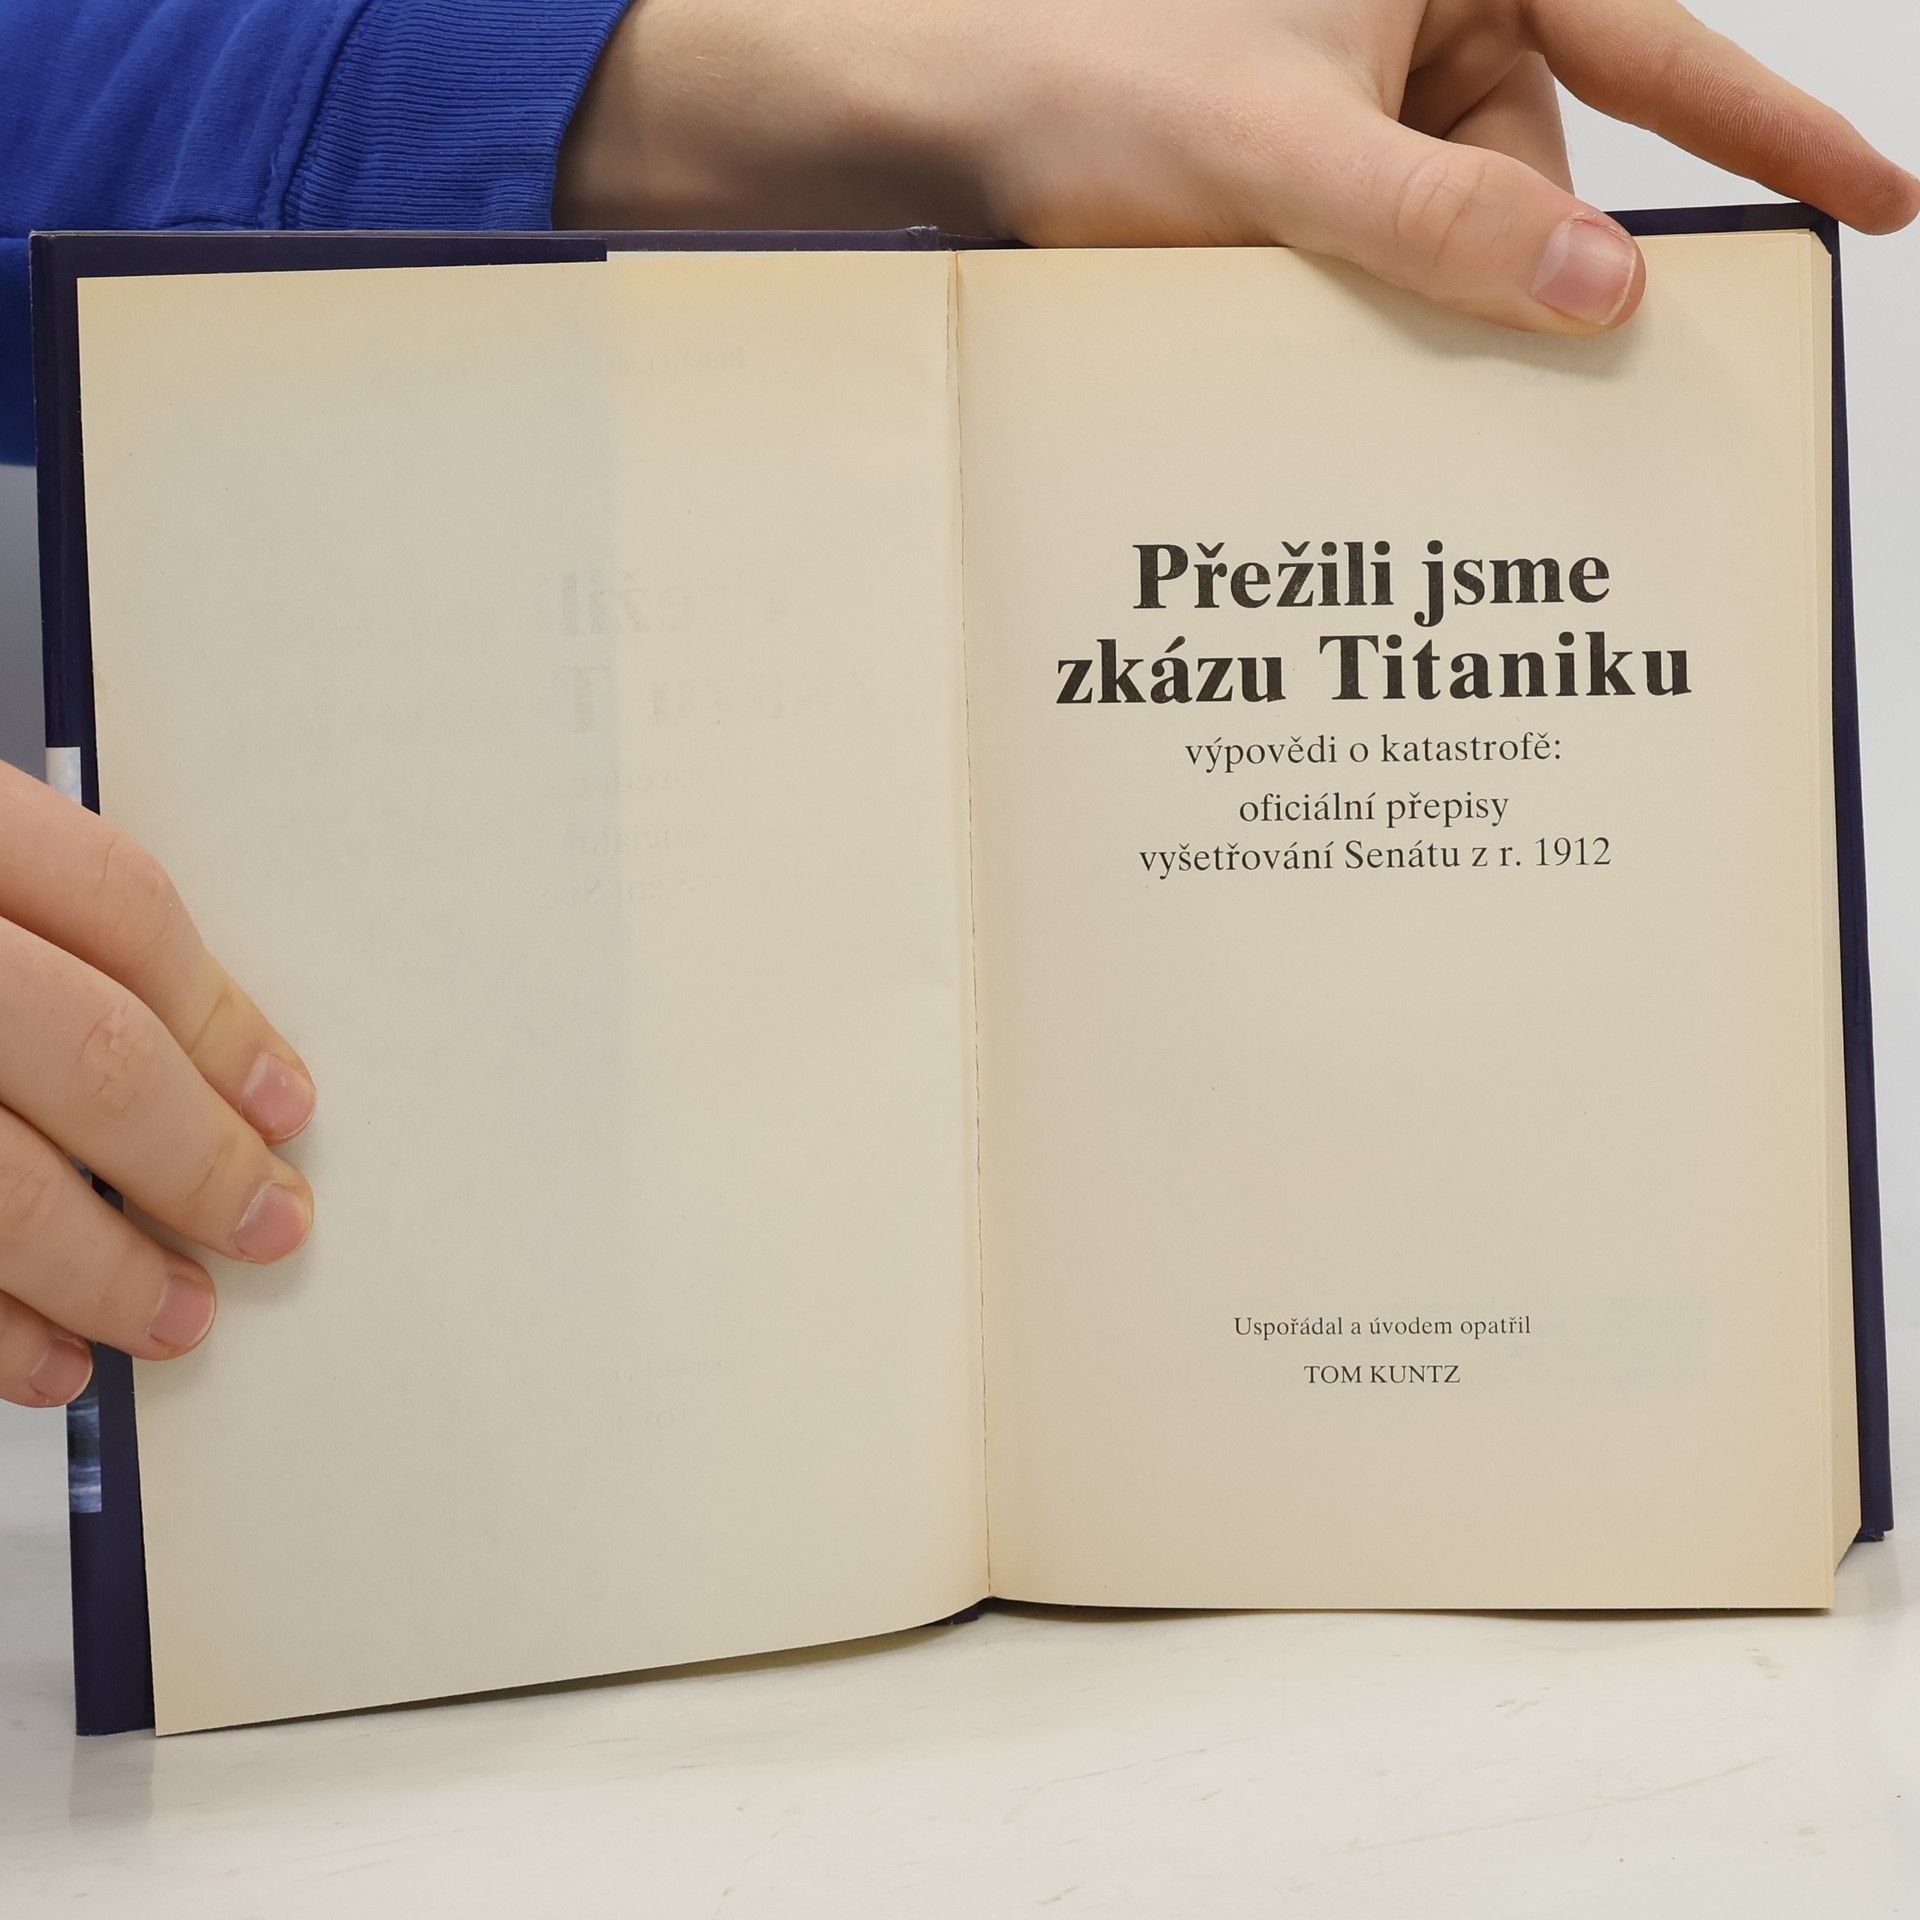 Přežili jsme
zkázu Titaniku
výpovědi o katastrofě:
oficiální přepisy
vyšetřování Senátu z r. 1912
Uspořádal a úvodem opatřil
TOM KUNTZ